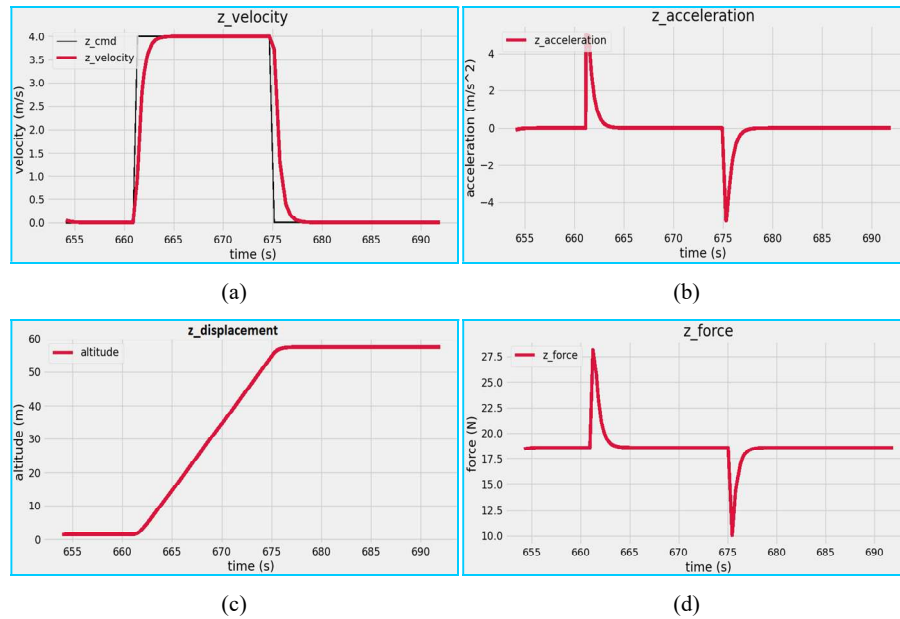 z_velocity
z_cmd
z_velocity
4.0
3.5
3.0
2.5
2.0
1.5
1.0
0.5
0.0
velocity (m/s)
655 660 665 670 675 680 685 690
time (s)
(a)
z_acceleration
z_acceleration
4
2
0
−2
−4
acceleration (m/s^2)
655 660 665 670 675 680 685 690
time (s)
(b)
z_displacement
altitude
60
50
40
30
20
10
0
altitude (m)
655 660 665 670 675 680 685 690
time (s)
(c)
z_force
z_force
27.5
25.0
22.5
20.0
17.5
15.0
12.5
10.0
force (N)
655 660 665 670 675 680 685 690
time (s)
(d)